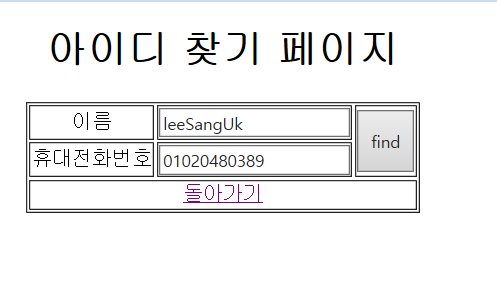 아이디 찾기 페이지
이름 leeSangUk find
휴대전화번호 01020480389
돌아가기